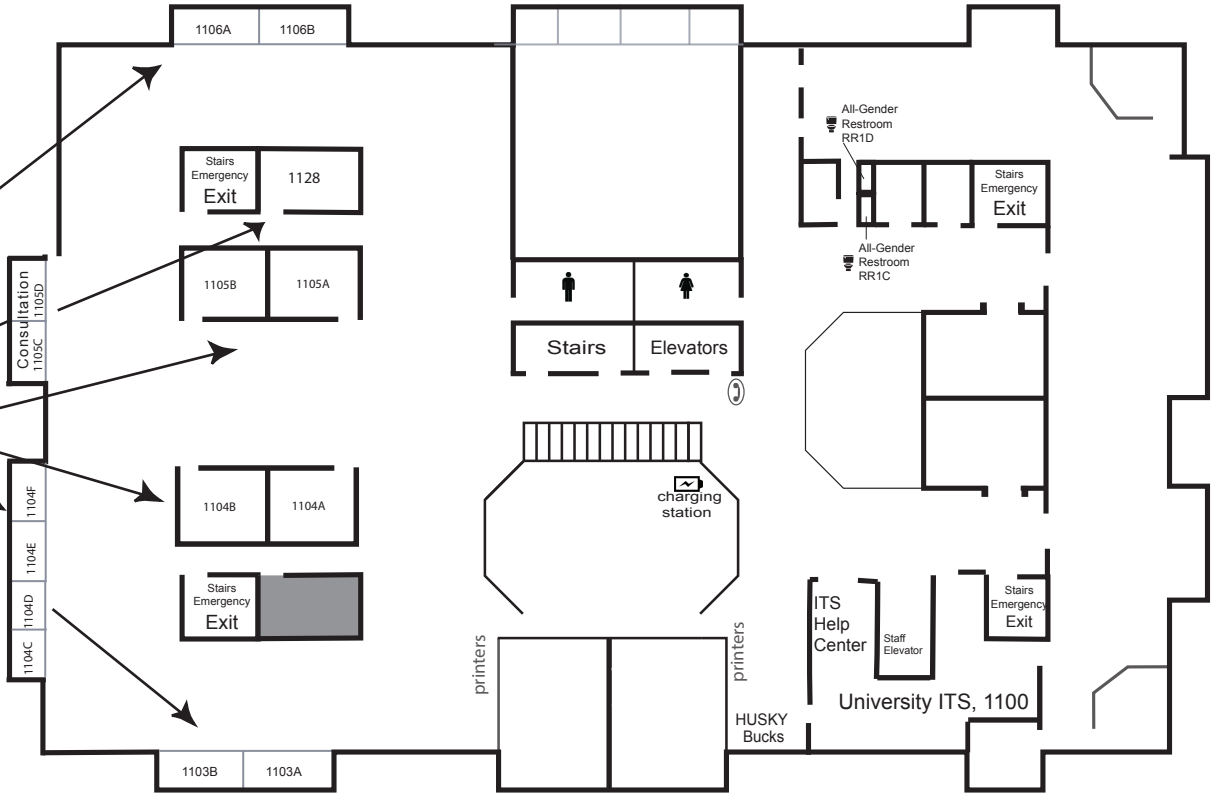 1106A
1106B
All-Gender
Restroom
RR1D
Stairs
Emergency
Exit
1128
Stairs
Emergency
Exit
All-Gender
Restroom
RR1C
Consultation
1105D
1105C
1105B
1105A
Stairs
Elevators
1104F
1104E
1104D
1104C
1104B
1104A
charging
station
Stairs
Emergency
Exit
printers
printers
ITS
Help
Center
Staff
Elevator
Stairs
Emergency
Exit
University ITS, 1100
HUSKY
Bucks
1103B
1103A